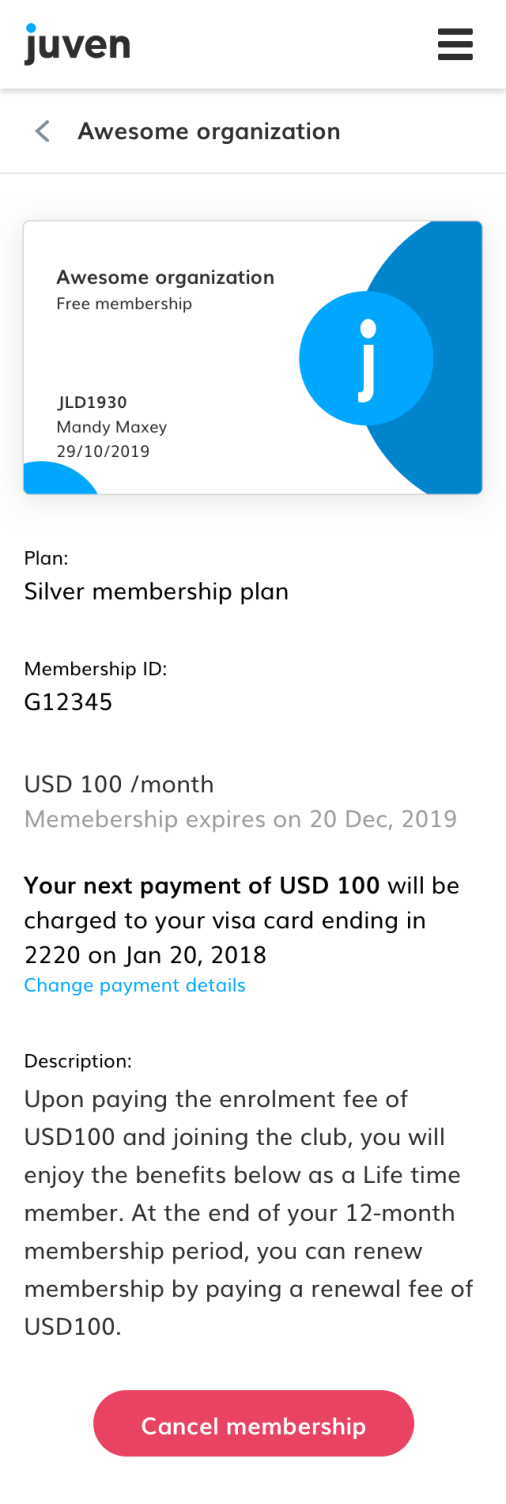 juven
Awesome organization
Awesome organization
Free membership
j
JLD1930
Mandy Maxey
29/10/2019
Plan:
Silver membership plan
Membership ID:
G12345
USD 100 /month
Memebership expires on 20 Dec, 2019
Your next payment of USD 100 will be
charged to your visa card ending in
2220 on Jan 20, 2018
Change payment details
Description:
Upon paying the enrolment fee of
USD100 and joining the club, you will
enjoy the benefits below as a Life time
member. At the end of your 12-month
membership period, you can renew
membership by paying a renewal fee of
USD100.
Cancel membership